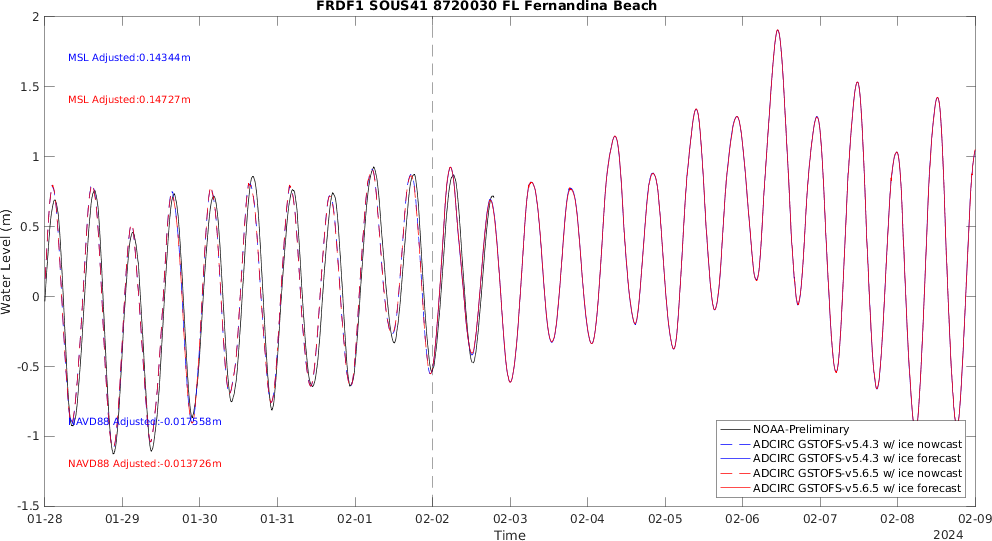 FRDF1 SOUS41 8720030 FL Fernandina Beach
2
1.5
1
0.5
0
-0.5
-1
-1.5
Water Level (m)
MSL Adjusted:0.14344m
MSL Adjusted:0.14727m
NAVD88 Adjusted:-0.017558m
NAVD88 Adjusted:-0.013726m
NOAA-Preliminary
ADCIRC GSTOFS-v5.4.3 w/ ice nowcast
ADCIRC GSTOFS-v5.4.3 w/ ice forecast
ADCIRC GSTOFS-v5.6.5 w/ ice nowcast
ADCIRC GSTOFS-v5.6.5 w/ ice forecast
01-28 01-29 01-30 01-31 02-01 02-02 02-03 02-04 02-05 02-06 02-07 02-08 02-09
Time
2024